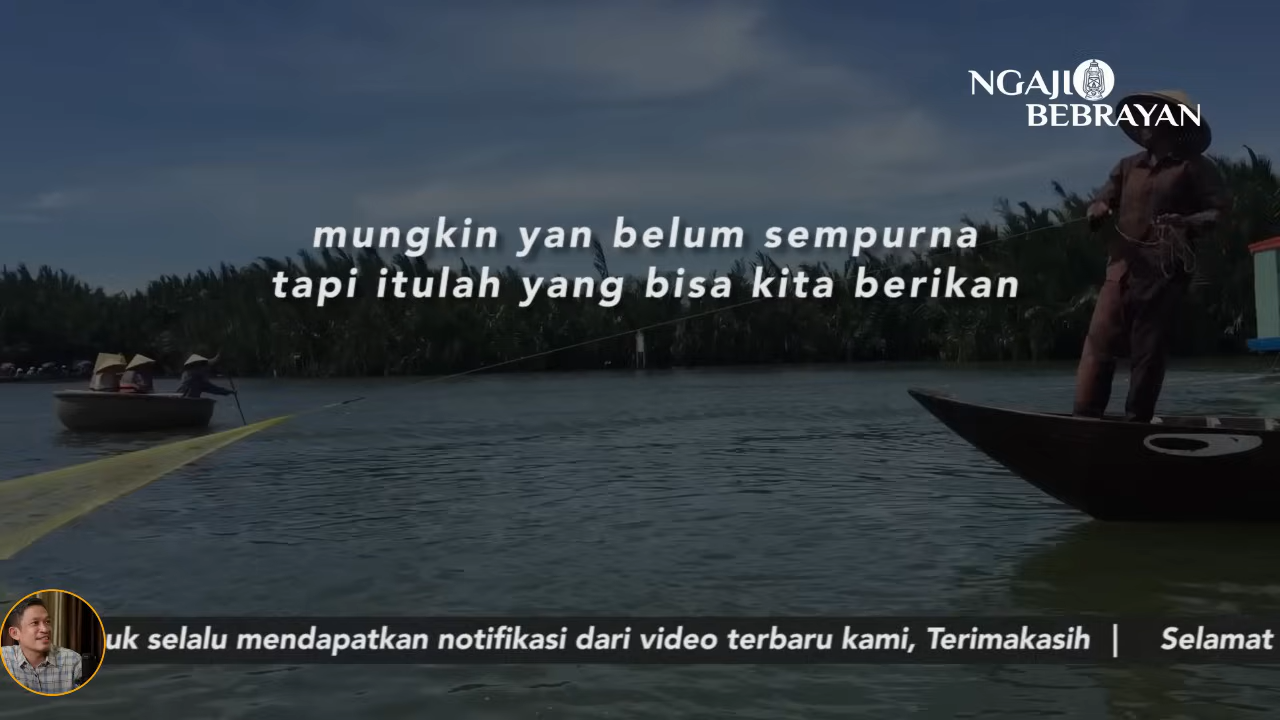 NGAJI
BEBRAYAN
mungkin yan belum sempurna
tapi itulah yang bisa kita berikan
uk selalu mendapatkan notifikasi dari video terbaru kami, Terimakasih | Selamat